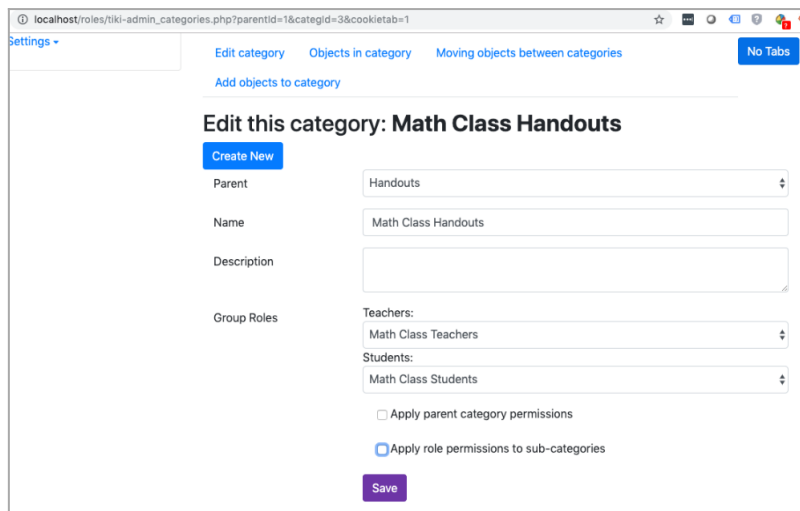 localhost/roles/tiki-admin_categories.php?parentId=1&categId=3&cookietab=1
Settings
Edit category Objects in category Moving objects between categories No Tabs
Add objects to category
Edit this category: Math Class Handouts
Create New
Parent Handouts
Name Math Class Handouts
Description
Group Roles Teachers:
Math Class Teachers
Students:
Math Class Students
Apply parent category permissions
Apply role permissions to sub-categories
Save